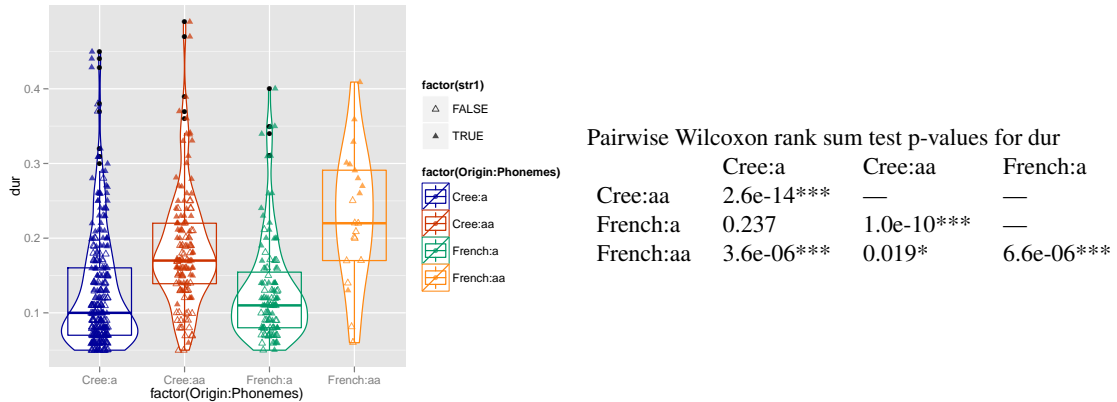 dur
0.4
0.3
0.2
0.1
Cree:a Cree:aa French:a French:aa
factor(Origin:Phonemes)
factor(str1)
FALSE
TRUE
factor(Origin:Phonemes)
Cree:a
Cree:aa
French:a
French:aa
Pairwise Wilcoxon rank sum test p-values for dur
Cree:a Cree:aa French:a
Cree:aa 2.6e-14*** — —
French:a 0.237 1.0e-10*** —
French:aa 3.6e-06*** 0.019* 6.6e-06***